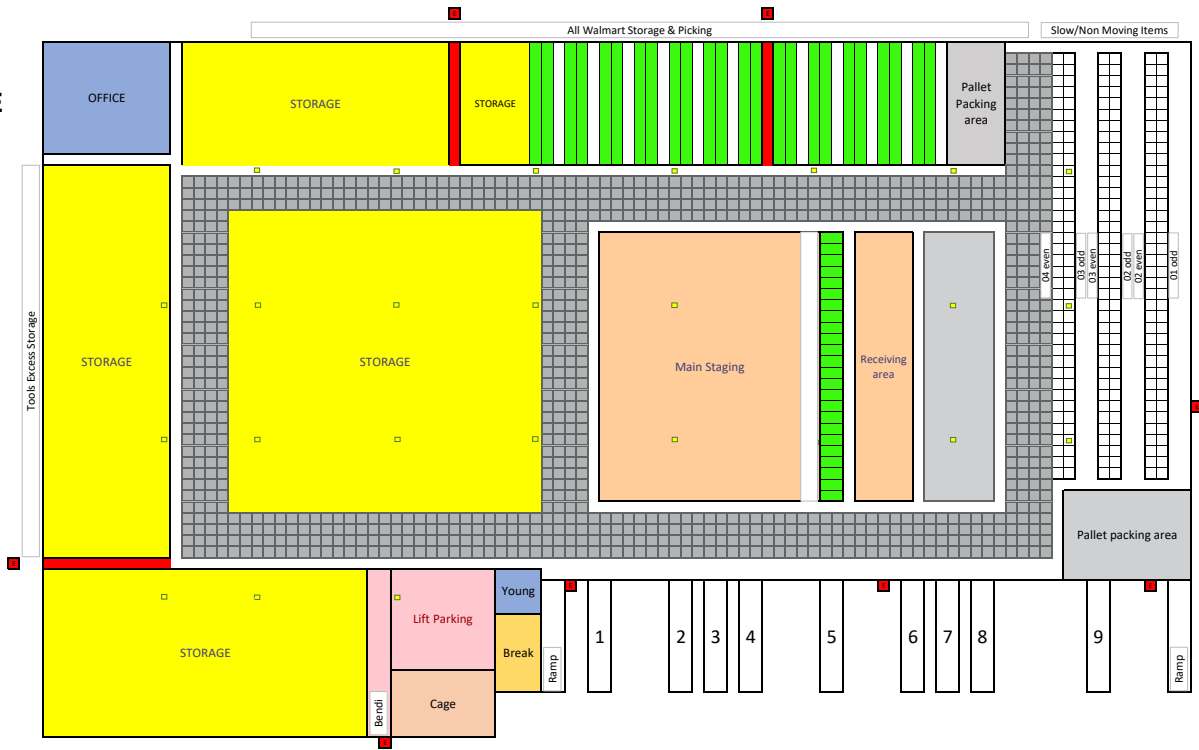 All Walmart Storage & Picking
Slow/Non Moving Items
OFFICE
STORAGE
STORAGE
Pallet
Packing
area
Tools Excess Storage
STORAGE
STORAGE
Main Staging
Receiving
area
04 even
03 odd
03 even
02 odd
02 even
01 odd
Pallet packing area
STORAGE
Bendi
Lift Parking
Cage
Young
Break
Ramp
1
2
3
4
5
6
7
8
9
Ramp